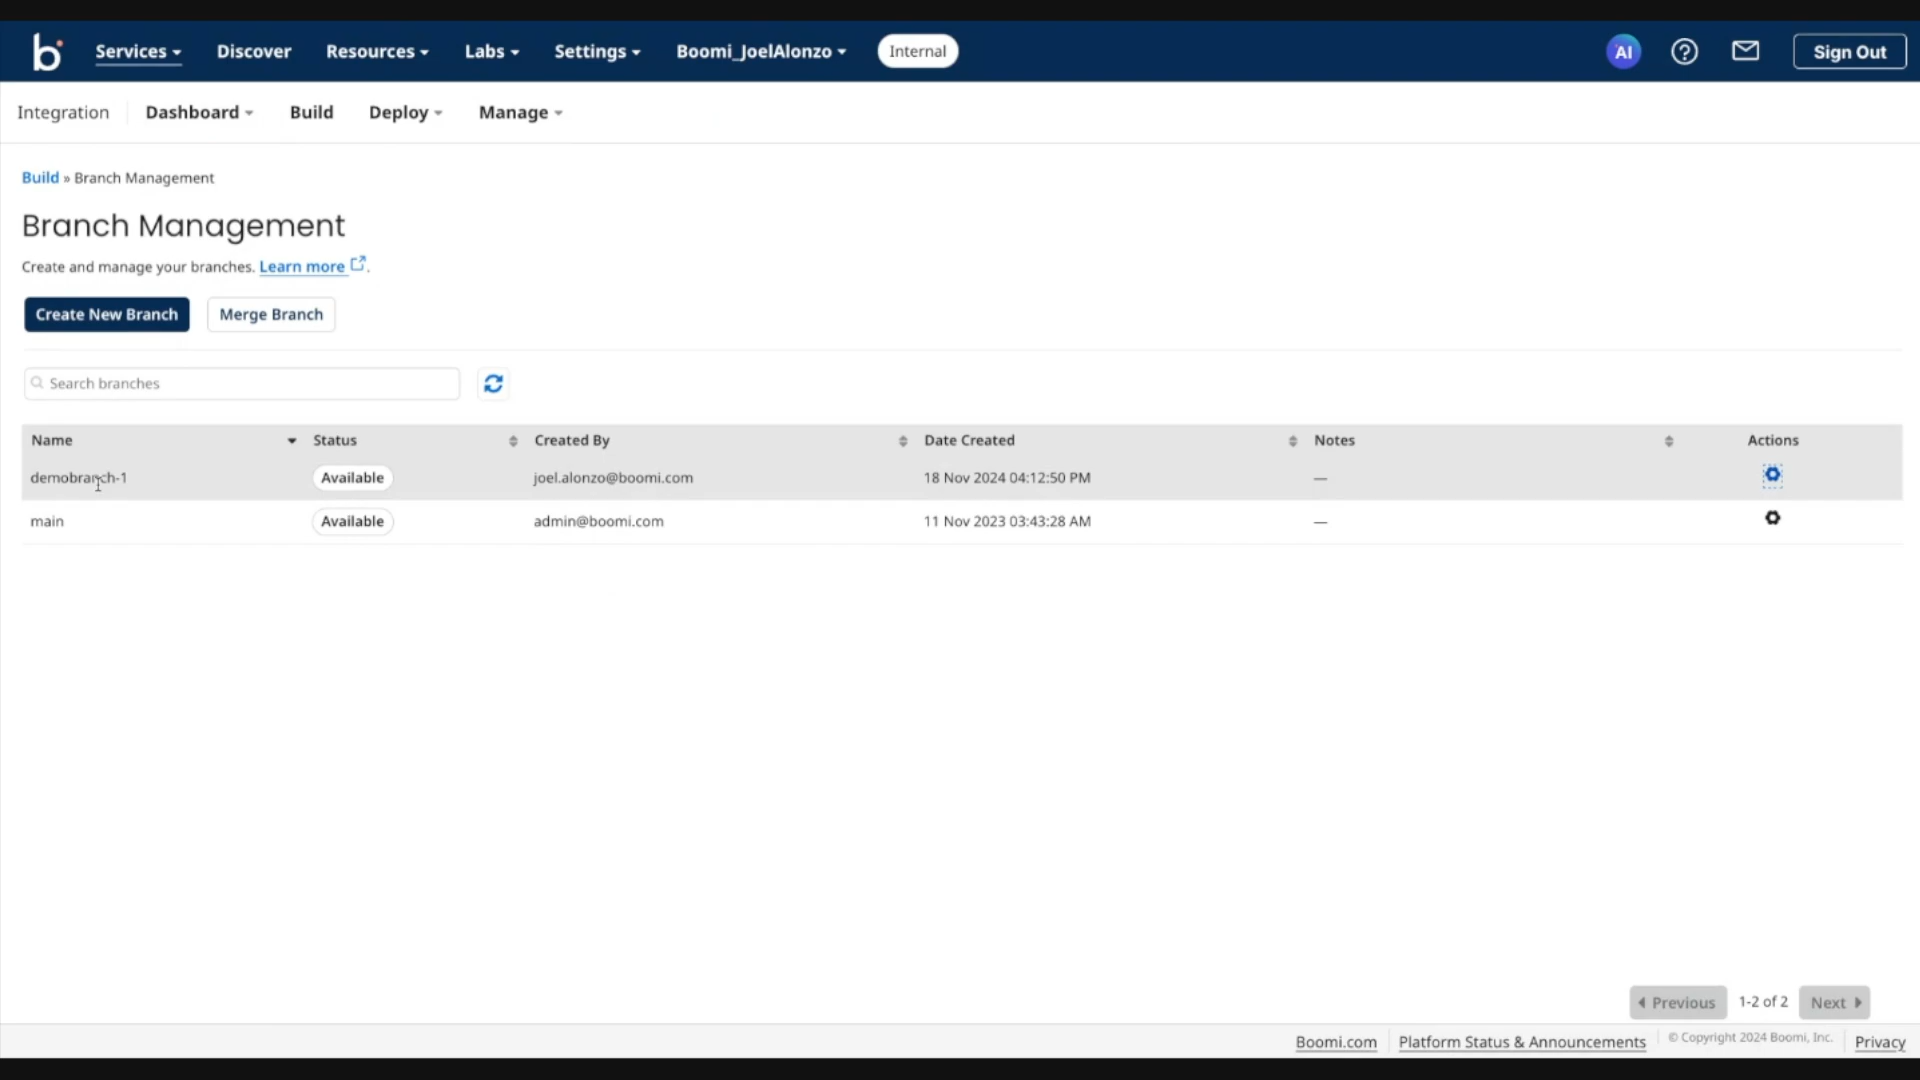 b Services Discover Resources Labs Settings Boomi_JoelAlonzo Internal AI Sign Out
Integration Dashboard Build Deploy Manage
Build » Branch Management
Branch Management
Create and manage your branches. Learn more .
Create New Branch Merge Branch
Search branches
Name Status Created By Date Created Notes Actions
demobranch-1 Available joel.alonzo@boomi.com 18 Nov 2024 04:12:50 PM —
main Available admin@boomi.com 11 Nov 2023 03:43:28 AM —
Previous 1-2 of 2 Next
Boomi.com Platform Status & Announcements © Copyright 2024 Boomi, Inc. Privacy